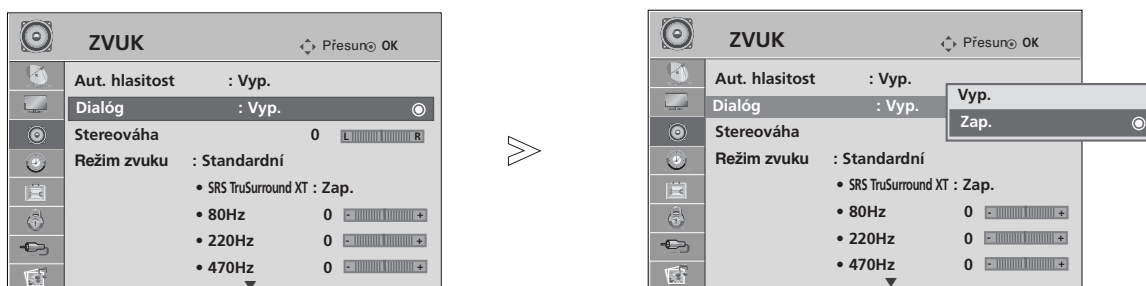 ZVUK
Přesun OK
Aut. hlasitost : Vyp.
Dialóg : Vyp.
Stereováha 0 L R
Režim zvuku : Standardní
• SRS TruSurround XT : Zap.
• 80Hz 0 - +
• 220Hz 0 - +
• 470Hz 0 - +
ZVUK
Přesun OK
Aut. hlasitost : Vyp.
Dialóg : Vyp.
Vyp.
Zap.
Stereováha
Režim zvuku : Standardní
• SRS TruSurround XT : Zap.
• 80Hz 0 - +
• 220Hz 0 - +
• 470Hz 0 - +